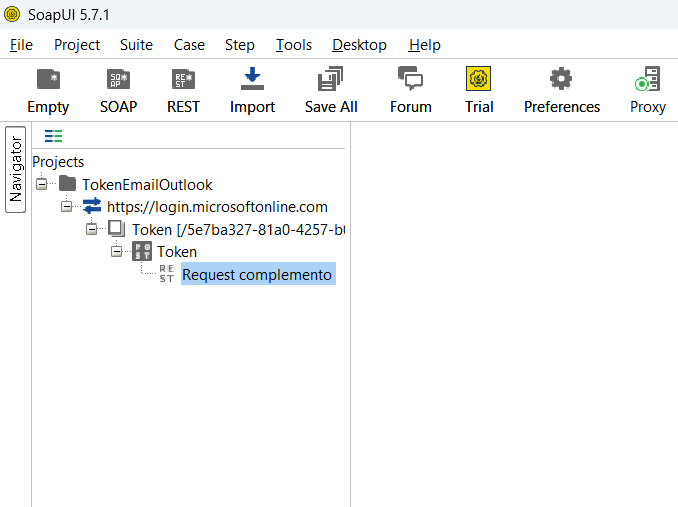 SoapUI 5.7.1
File Project Suite Case Step Tools Desktop Help
Empty SOAP REST Import Save All Forum Trial Preferences Proxy
Navigator
Projects
TokenEmailOutlook
https://login.microsoftonline.com
Token [/5e7ba327-81a0-4257-b
Token
Request complemento